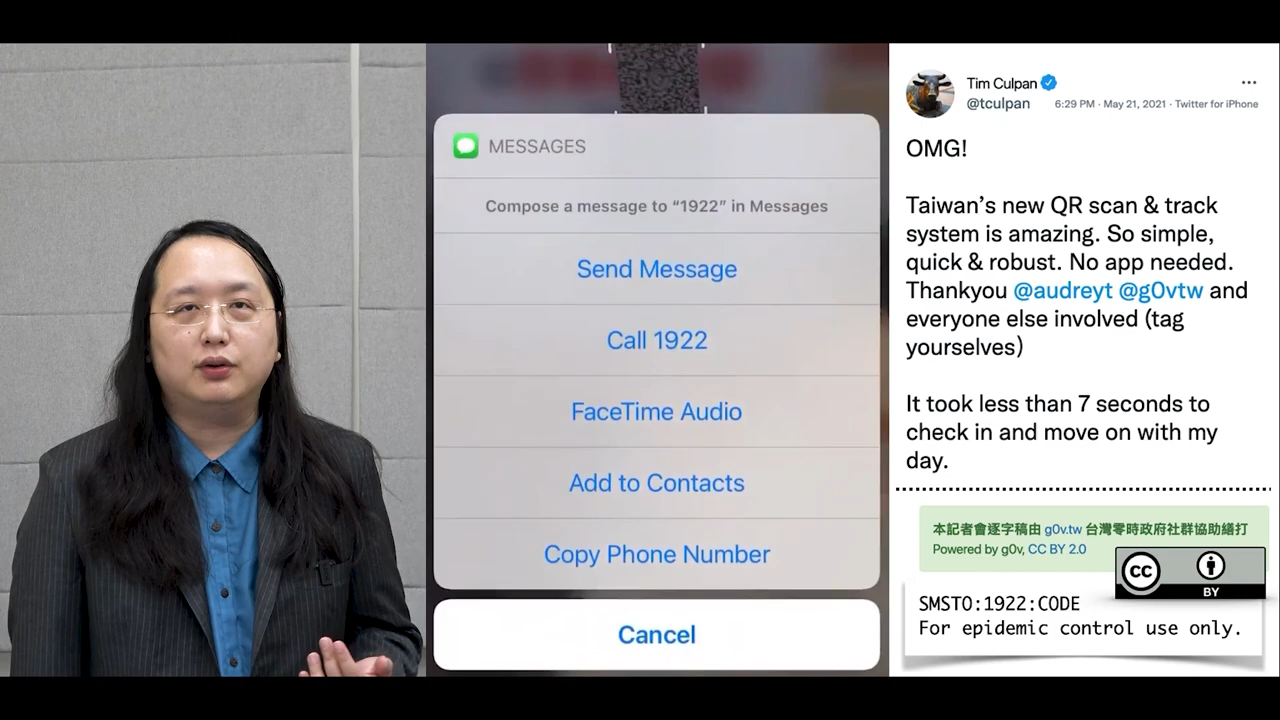 MESSAGES
Compose a message to “1922” in Messages
Send Message
Call 1922
FaceTime Audio
Add to Contacts
Copy Phone Number
Cancel
Tim Culpan
@tculpan
6:29 PM · May 21, 2021 · Twitter for iPhone
OMG!
Taiwan’s new QR scan & track
system is amazing. So simple,
quick & robust. No app needed.
Thankyou @audreyt @g0vtw and
everyone else involved (tag
yourselves)
It took less than 7 seconds to
check in and move on with my
day.
本記者會逐字稿由 g0v.tw 台灣零時政府社群協助繕打
Powered by g0v, CC BY 2.0
CC
BY
SMSTO:1922:CODE
For epidemic control use only.